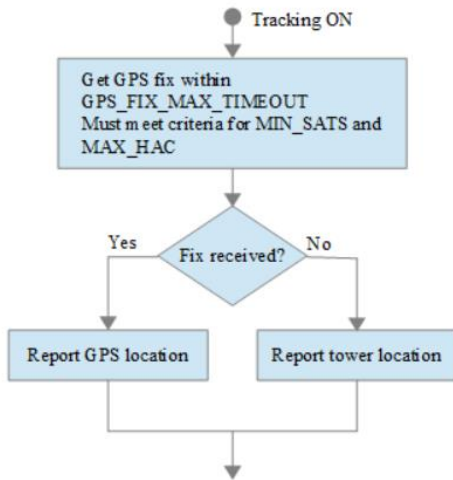 Tracking ON
Get GPS fix within
GPS_FIX_MAX_TIMEOUT
Must meet criteria for MIN_SATS and
MAX_HAC
Yes
Fix received?
No
Report GPS location
Report tower location